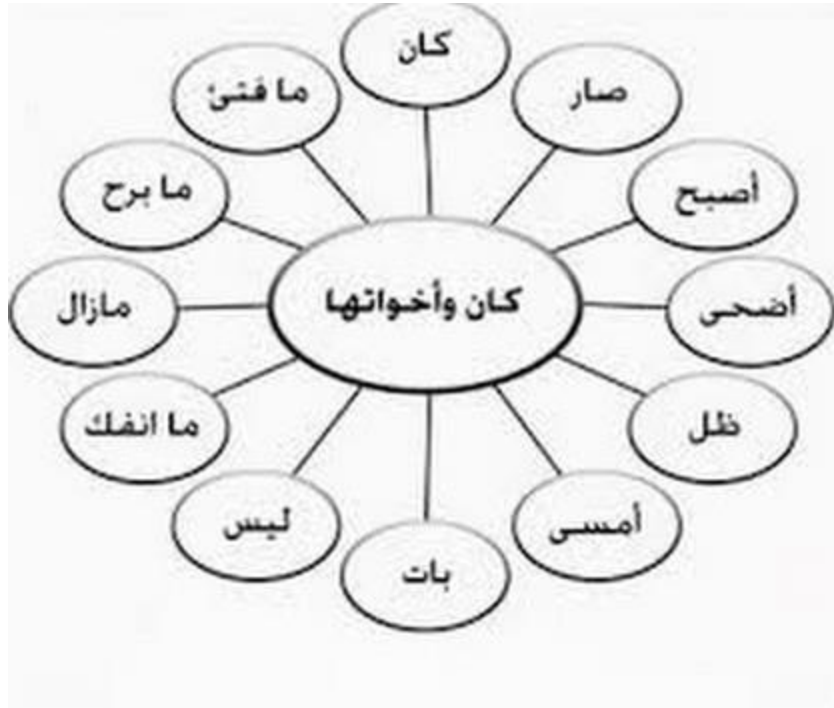 كان
صار
أصبح
أضحى
ظل
أمسى
بات
ليس
ما انفك
مازال
ما برح
ما فتئ
كان وأخواتها